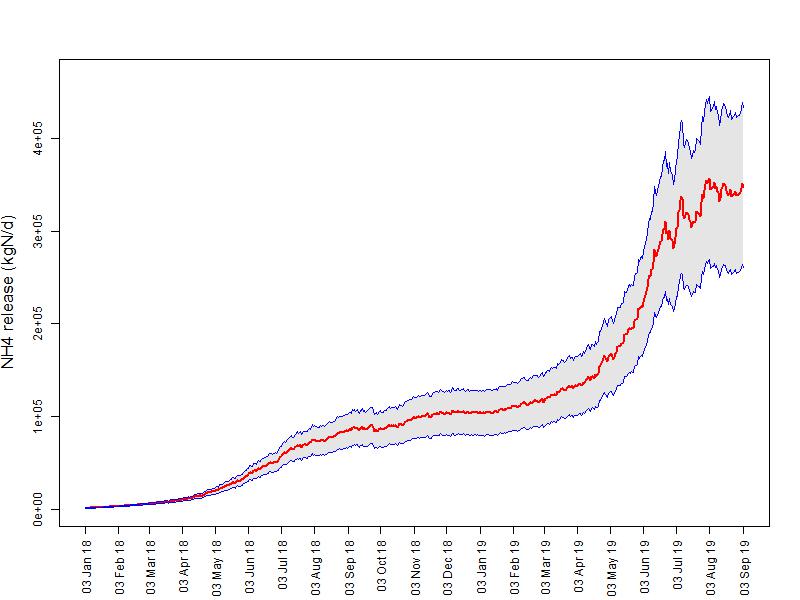 NH4 release (kgN/d)
4e+05
3e+05
2e+05
1e+05
0e+00
03 Jan 18
03 Feb 18
03 Mar 18
03 Apr 18
03 May 18
03 Jun 18
03 Jul 18
03 Aug 18
03 Sep 18
03 Oct 18
03 Nov 18
03 Dec 18
03 Jan 19
03 Feb 19
03 Mar 19
03 Apr 19
03 May 19
03 Jun 19
03 Jul 19
03 Aug 19
03 Sep 19